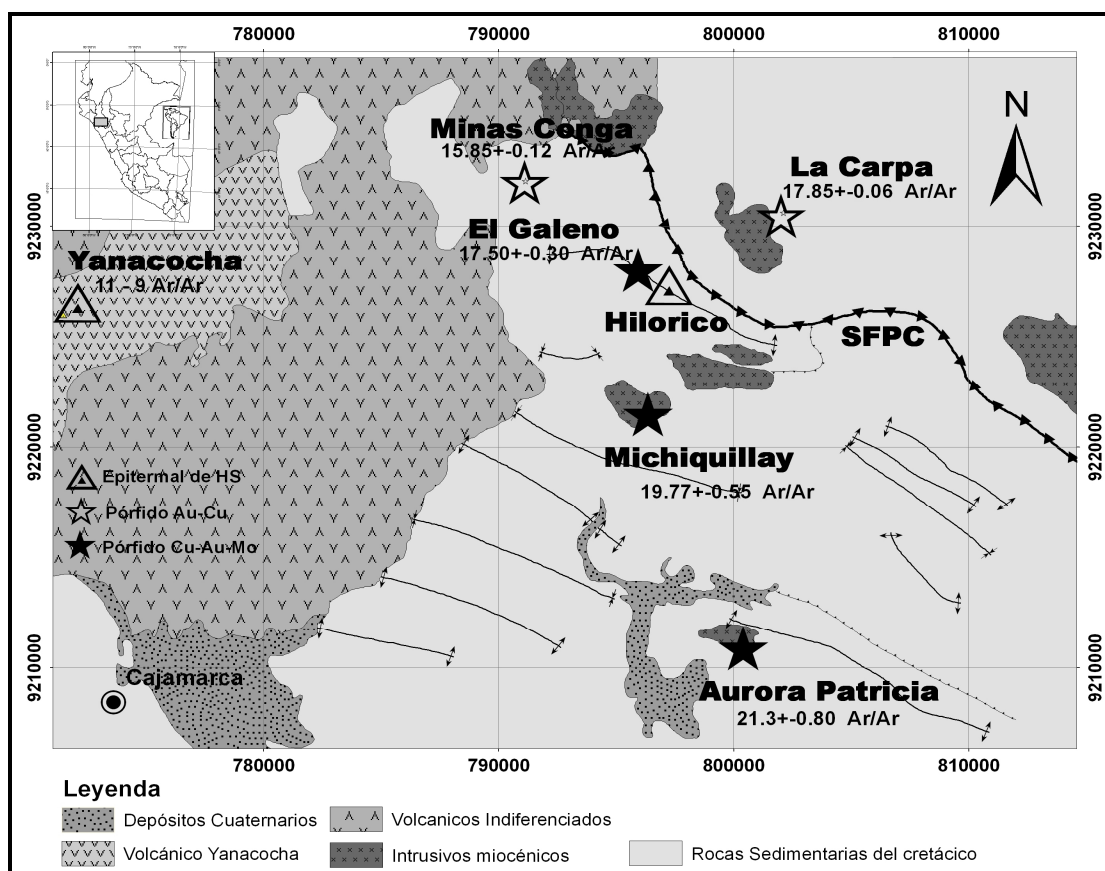 780000 790000 800000 810000
N
Minas Conga
15.85+-0.12 Ar/Ar
La Carpa
17.85+-0.06 Ar/Ar
9230000 9230000
El Galeno
17.50+-0.30 Ar/Ar
Yanacocha
11 - 9 Ar/Ar
Hilorico
SFPC
9220000 9220000
Michiquillay
19.77+-0.55 Ar/Ar
Epitermal de HS
Pórfido Au-Cu
Pórfido Cu-Au-Mo
9210000 9210000
Cajamarca
Aurora Patricia
21.3+-0.80 Ar/Ar
780000 790000 800000 810000
Leyenda
Depósitos Cuaternarios
Volcanicos Indiferenciados
Volcánico Yanacocha
Intrusivos miocénicos
Rocas Sedimentarias del cretácico